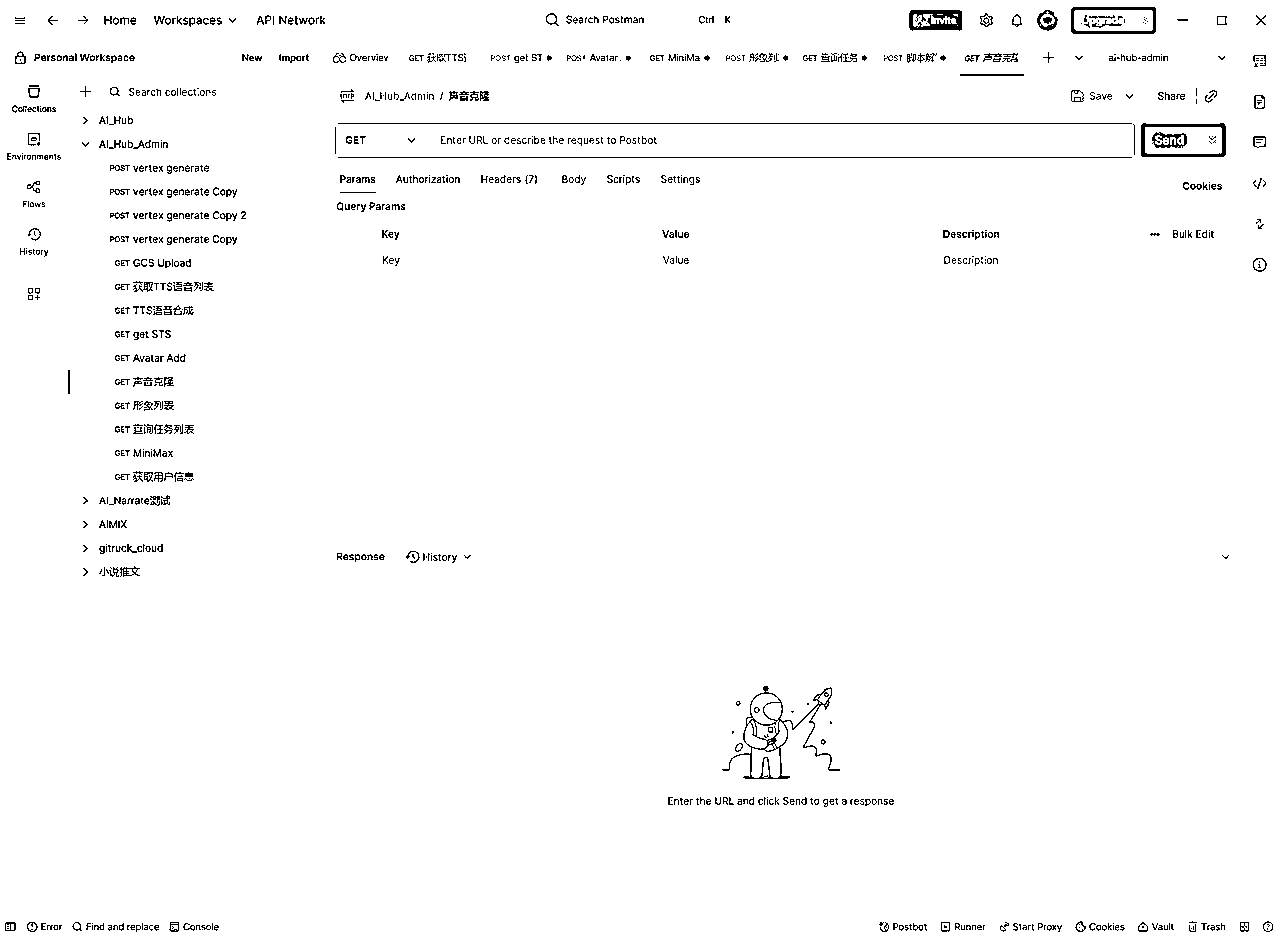 Home Workspaces API Network Search Postman Ctrl K Invite Upgrade
Personal Workspace New Import Overview GET 获取TTS POST get ST POST Avatar. GET MiniMa POST 形象列 GET 查询任务 POST 脚本解 GET 声音克隆 ai-hub-admin
Collections
Environments
Flows
History
Search collections
AI_Hub
AI_Hub_Admin
POST vertex generate
POST vertex generate Copy
POST vertex generate Copy 2
POST vertex generate Copy
GET GCS Upload
GET 获取TTS语音列表
GET TTS语音合成
GET get STS
GET Avatar Add
GET 声音克隆
GET 形象列表
GET 查询任务列表
GET MiniMax
GET 获取用户信息
AI_Narrate测试
AIMIX
gitruck_cloud
小说推文
HTTP AI_Hub_Admin / 声音克隆 Save Share
GET Enter URL or describe the request to Postbot Send
Params Authorization Headers (7) Body Scripts Settings Cookies
Query Params
Key Value Description Bulk Edit
Key Value Description
Response History
Enter the URL and click Send to get a response
Error Find and replace Console Postbot Runner Start Proxy Cookies Vault Trash